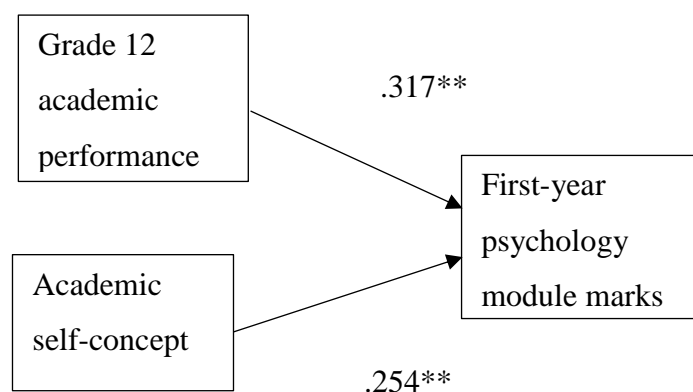 Grade 12
academic
performance
.317**
First-year
psychology
module marks
Academic
self-concept
.254**